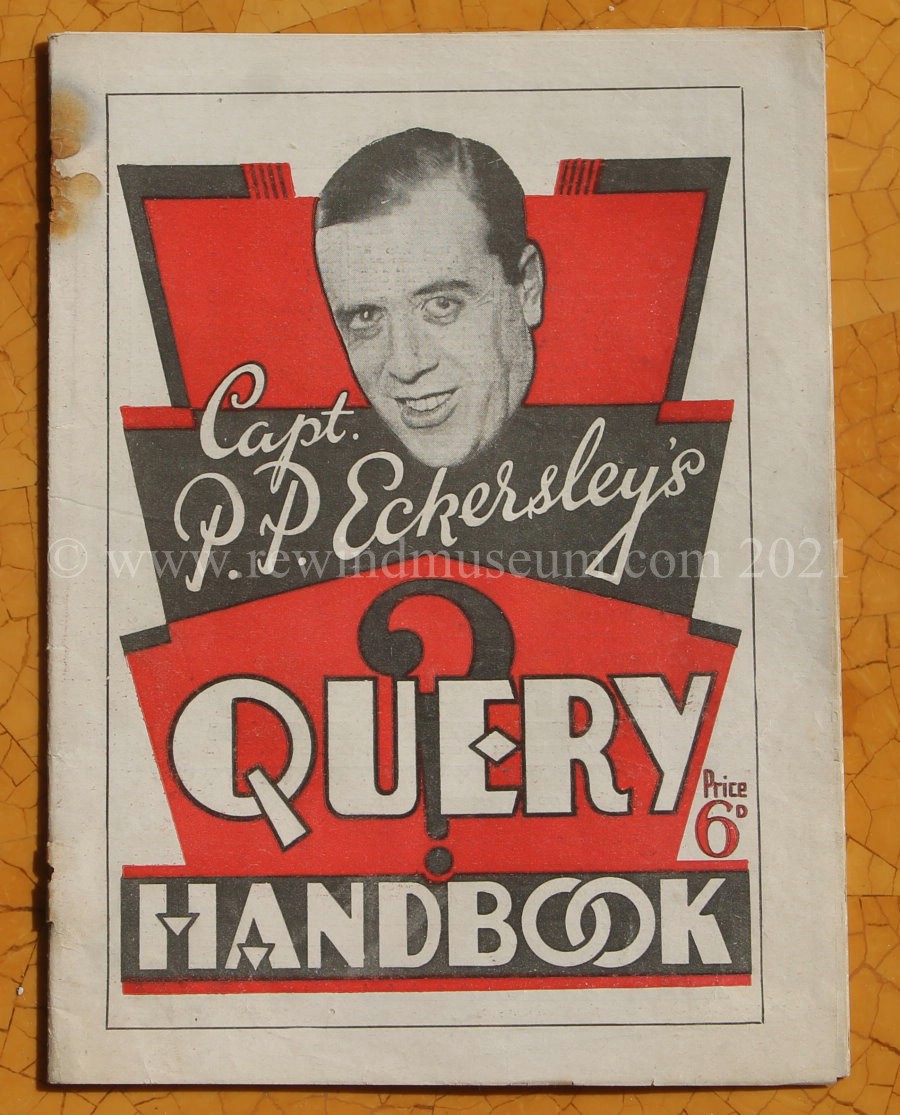 Capt.
P.P. Eckersley's
© www.rewindmuseum.com 2021
?
QUERY
Price
6D
HANDBOOK